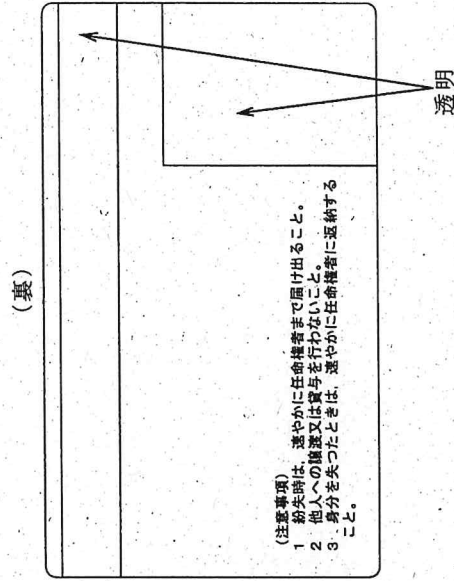 (裏)
(注意事項)
1 紛失時は、速やかに任命権者まで届け出ること。
2 他人への譲渡又は貸与を行わないこと。
3 身分を失つたときは、速やかに任命権者に返納する
こと。
透明